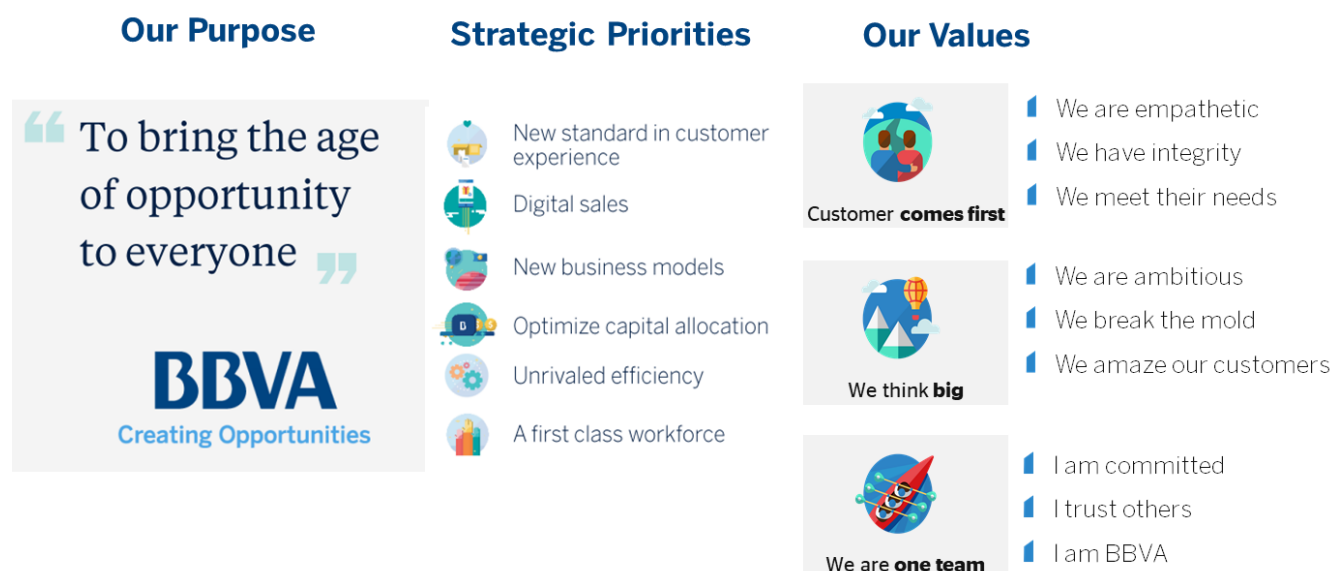 Our Purpose
“ To bring the age
of opportunity
to everyone ”
BBVA
Creating Opportunities
Strategic Priorities
New standard in customer
experience
Digital sales
New business models
Optimize capital allocation
Unrivaled efficiency
A first class workforce
Our Values
Customer comes first
We are empathetic
We have integrity
We meet their needs
We think big
We are ambitious
We break the mold
We amaze our customers
We are one team
I am committed
I trust others
I am BBVA